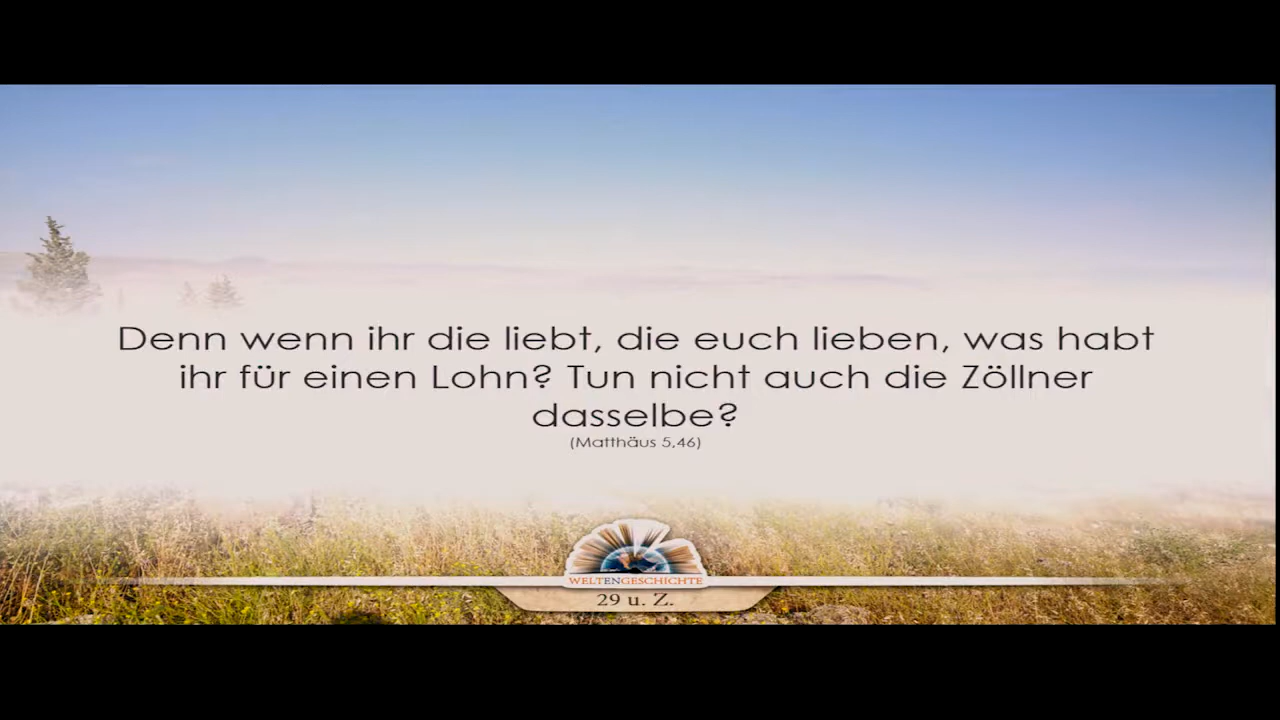 Denn wenn ihr die liebt, die euch lieben, was habt
ihr für einen Lohn? Tun nicht auch die Zöllner
dasselbe?
(Matthäus 5,46)
WELTENGESCHICHTE
29 u. Z.